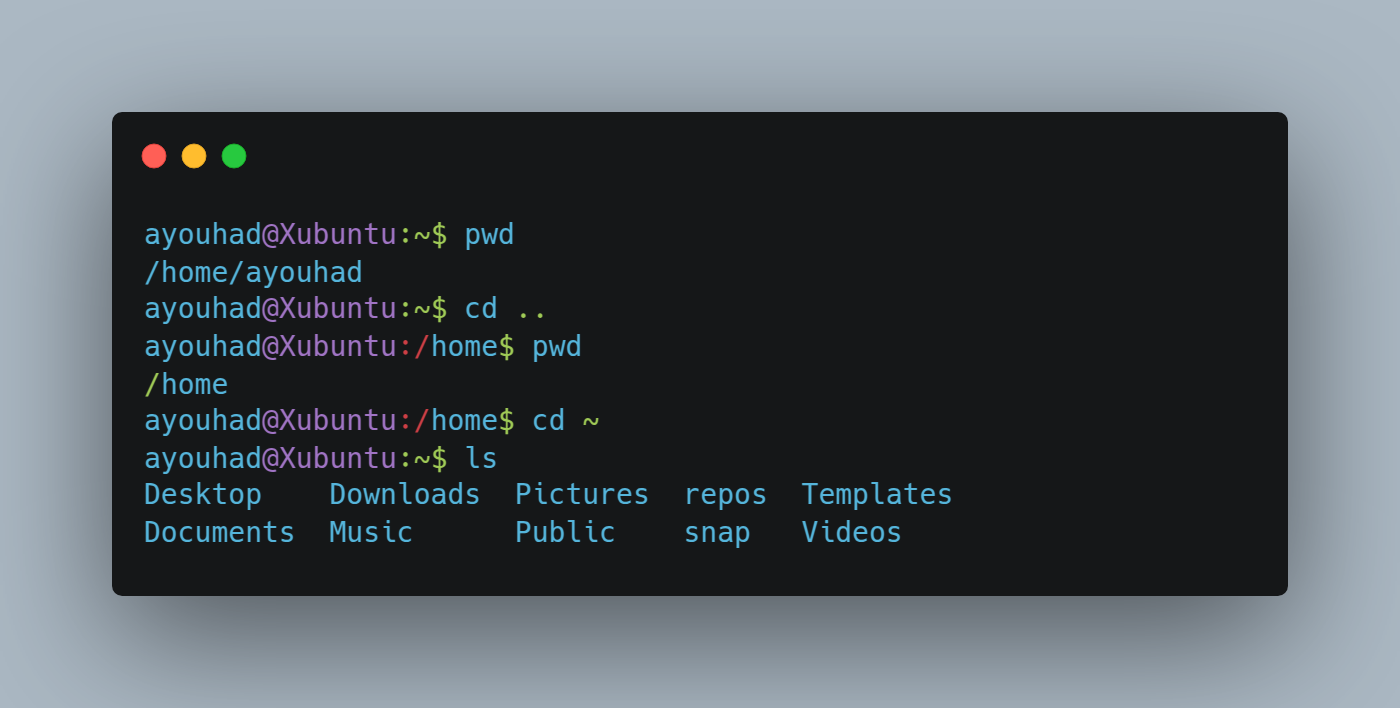 ayouhad@Xubuntu:~$ pwd
/home/ayouhad
ayouhad@Xubuntu:~$ cd ..
ayouhad@Xubuntu:/home$ pwd
/home
ayouhad@Xubuntu:/home$ cd ~
ayouhad@Xubuntu:~$ ls
Desktop    Downloads  Pictures  repos  Templates
Documents  Music      Public    snap   Videos